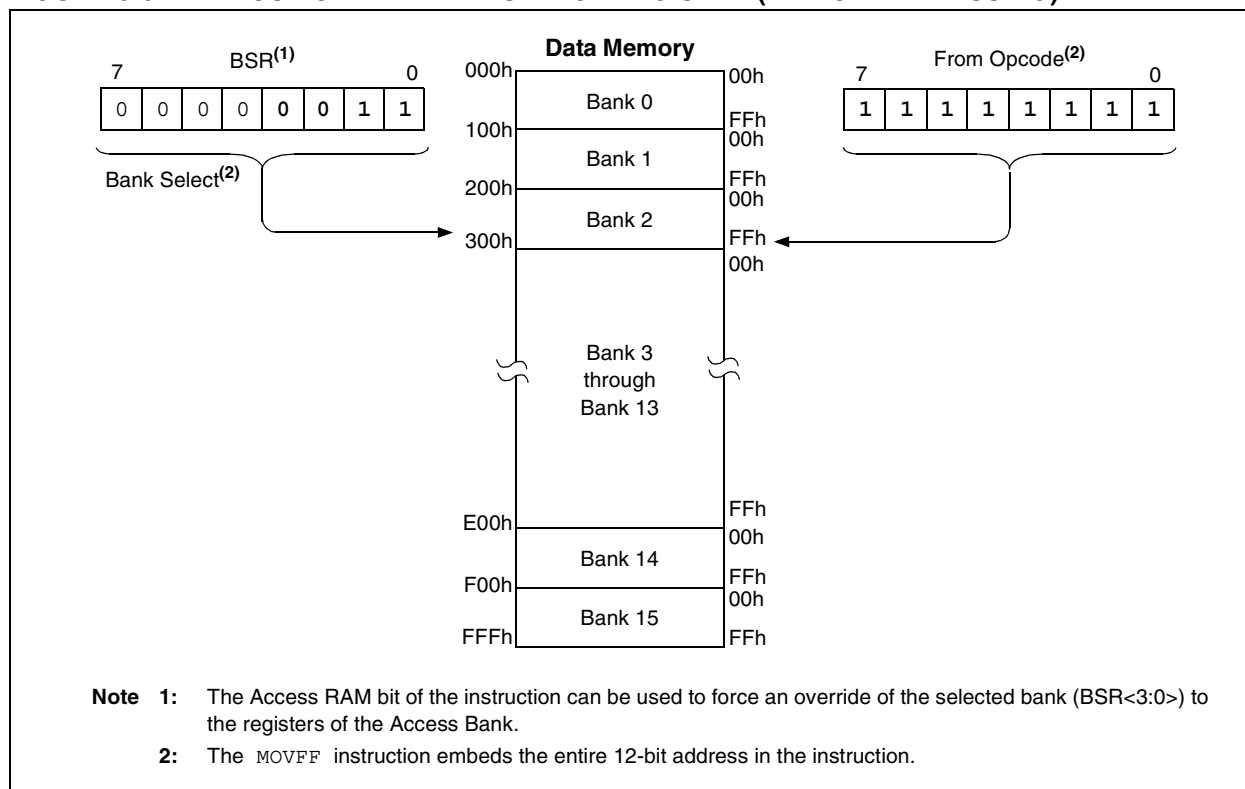 Data Memory
BSR(1)
7 0
0 0 0 0 0 0 1 1
Bank Select(2)
From Opcode(2)
7 0
1 1 1 1 1 1 1 1
000h
00h
Bank 0
FFh
100h
00h
Bank 1
FFh
200h
00h
Bank 2
FFh
300h
00h
Bank 3
through
Bank 13
FFh
E00h
00h
Bank 14
FFh
F00h
00h
Bank 15
FFFh
FFh
Note 1: The Access RAM bit of the instruction can be used to force an override of the selected bank (BSR<3:0>) to
the registers of the Access Bank.
2: The MOVFF instruction embeds the entire 12-bit address in the instruction.